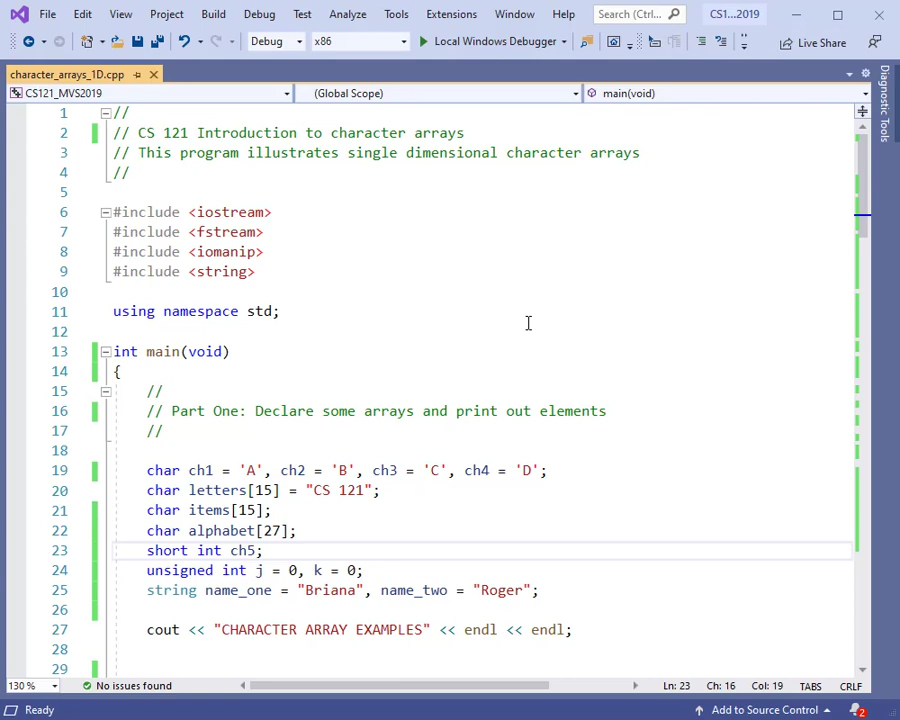 File Edit View Project Build Debug Test Analyze Tools Extensions Window Help Search (Ctrl... CS1...2019
Debug x86 Local Windows Debugger Live Share
character_arrays_1D.cpp
CS121_MVS2019 (Global Scope) main(void)
Diagnostic Tools
1 //
2 // CS 121 Introduction to character arrays
3 // This program illustrates single dimensional character arrays
4 //
5
6 #include <iostream>
7 #include <fstream>
8 #include <iomanip>
9 #include <string>
10
11 using namespace std;
12
13 int main(void)
14 {
15 //
16 // Part One: Declare some arrays and print out elements
17 //
18
19 char ch1 = 'A', ch2 = 'B', ch3 = 'C', ch4 = 'D';
20 char letters[15] = "CS 121";
21 char items[15];
22 char alphabet[27];
23 short int ch5;
24 unsigned int j = 0, k = 0;
25 string name_one = "Briana", name_two = "Roger";
26
27 cout << "CHARACTER ARRAY EXAMPLES" << endl << endl;
28
29
130 % No issues found Ln: 23 Ch: 16 Col: 19 TABS CRLF
Ready Add to Source Control 2